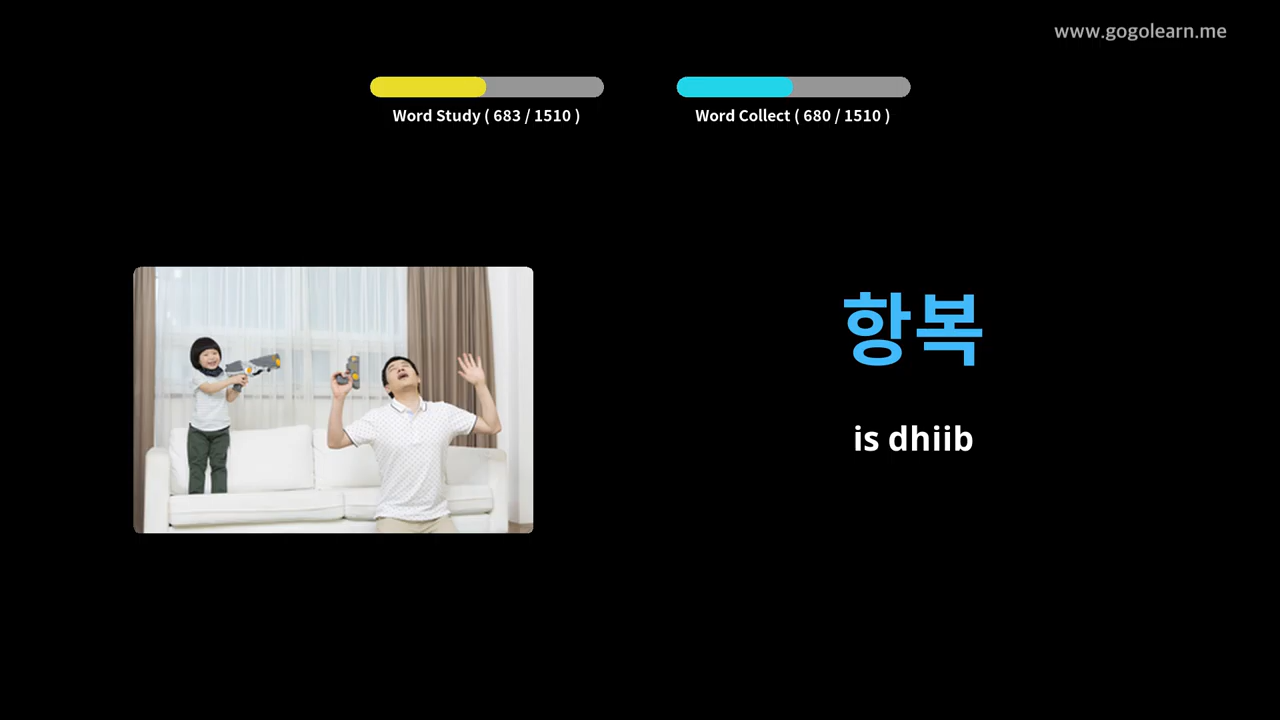 www.gogolearn.me
Word Study ( 683 / 1510 )
Word Collect ( 680 / 1510 )
항복
is dhiib